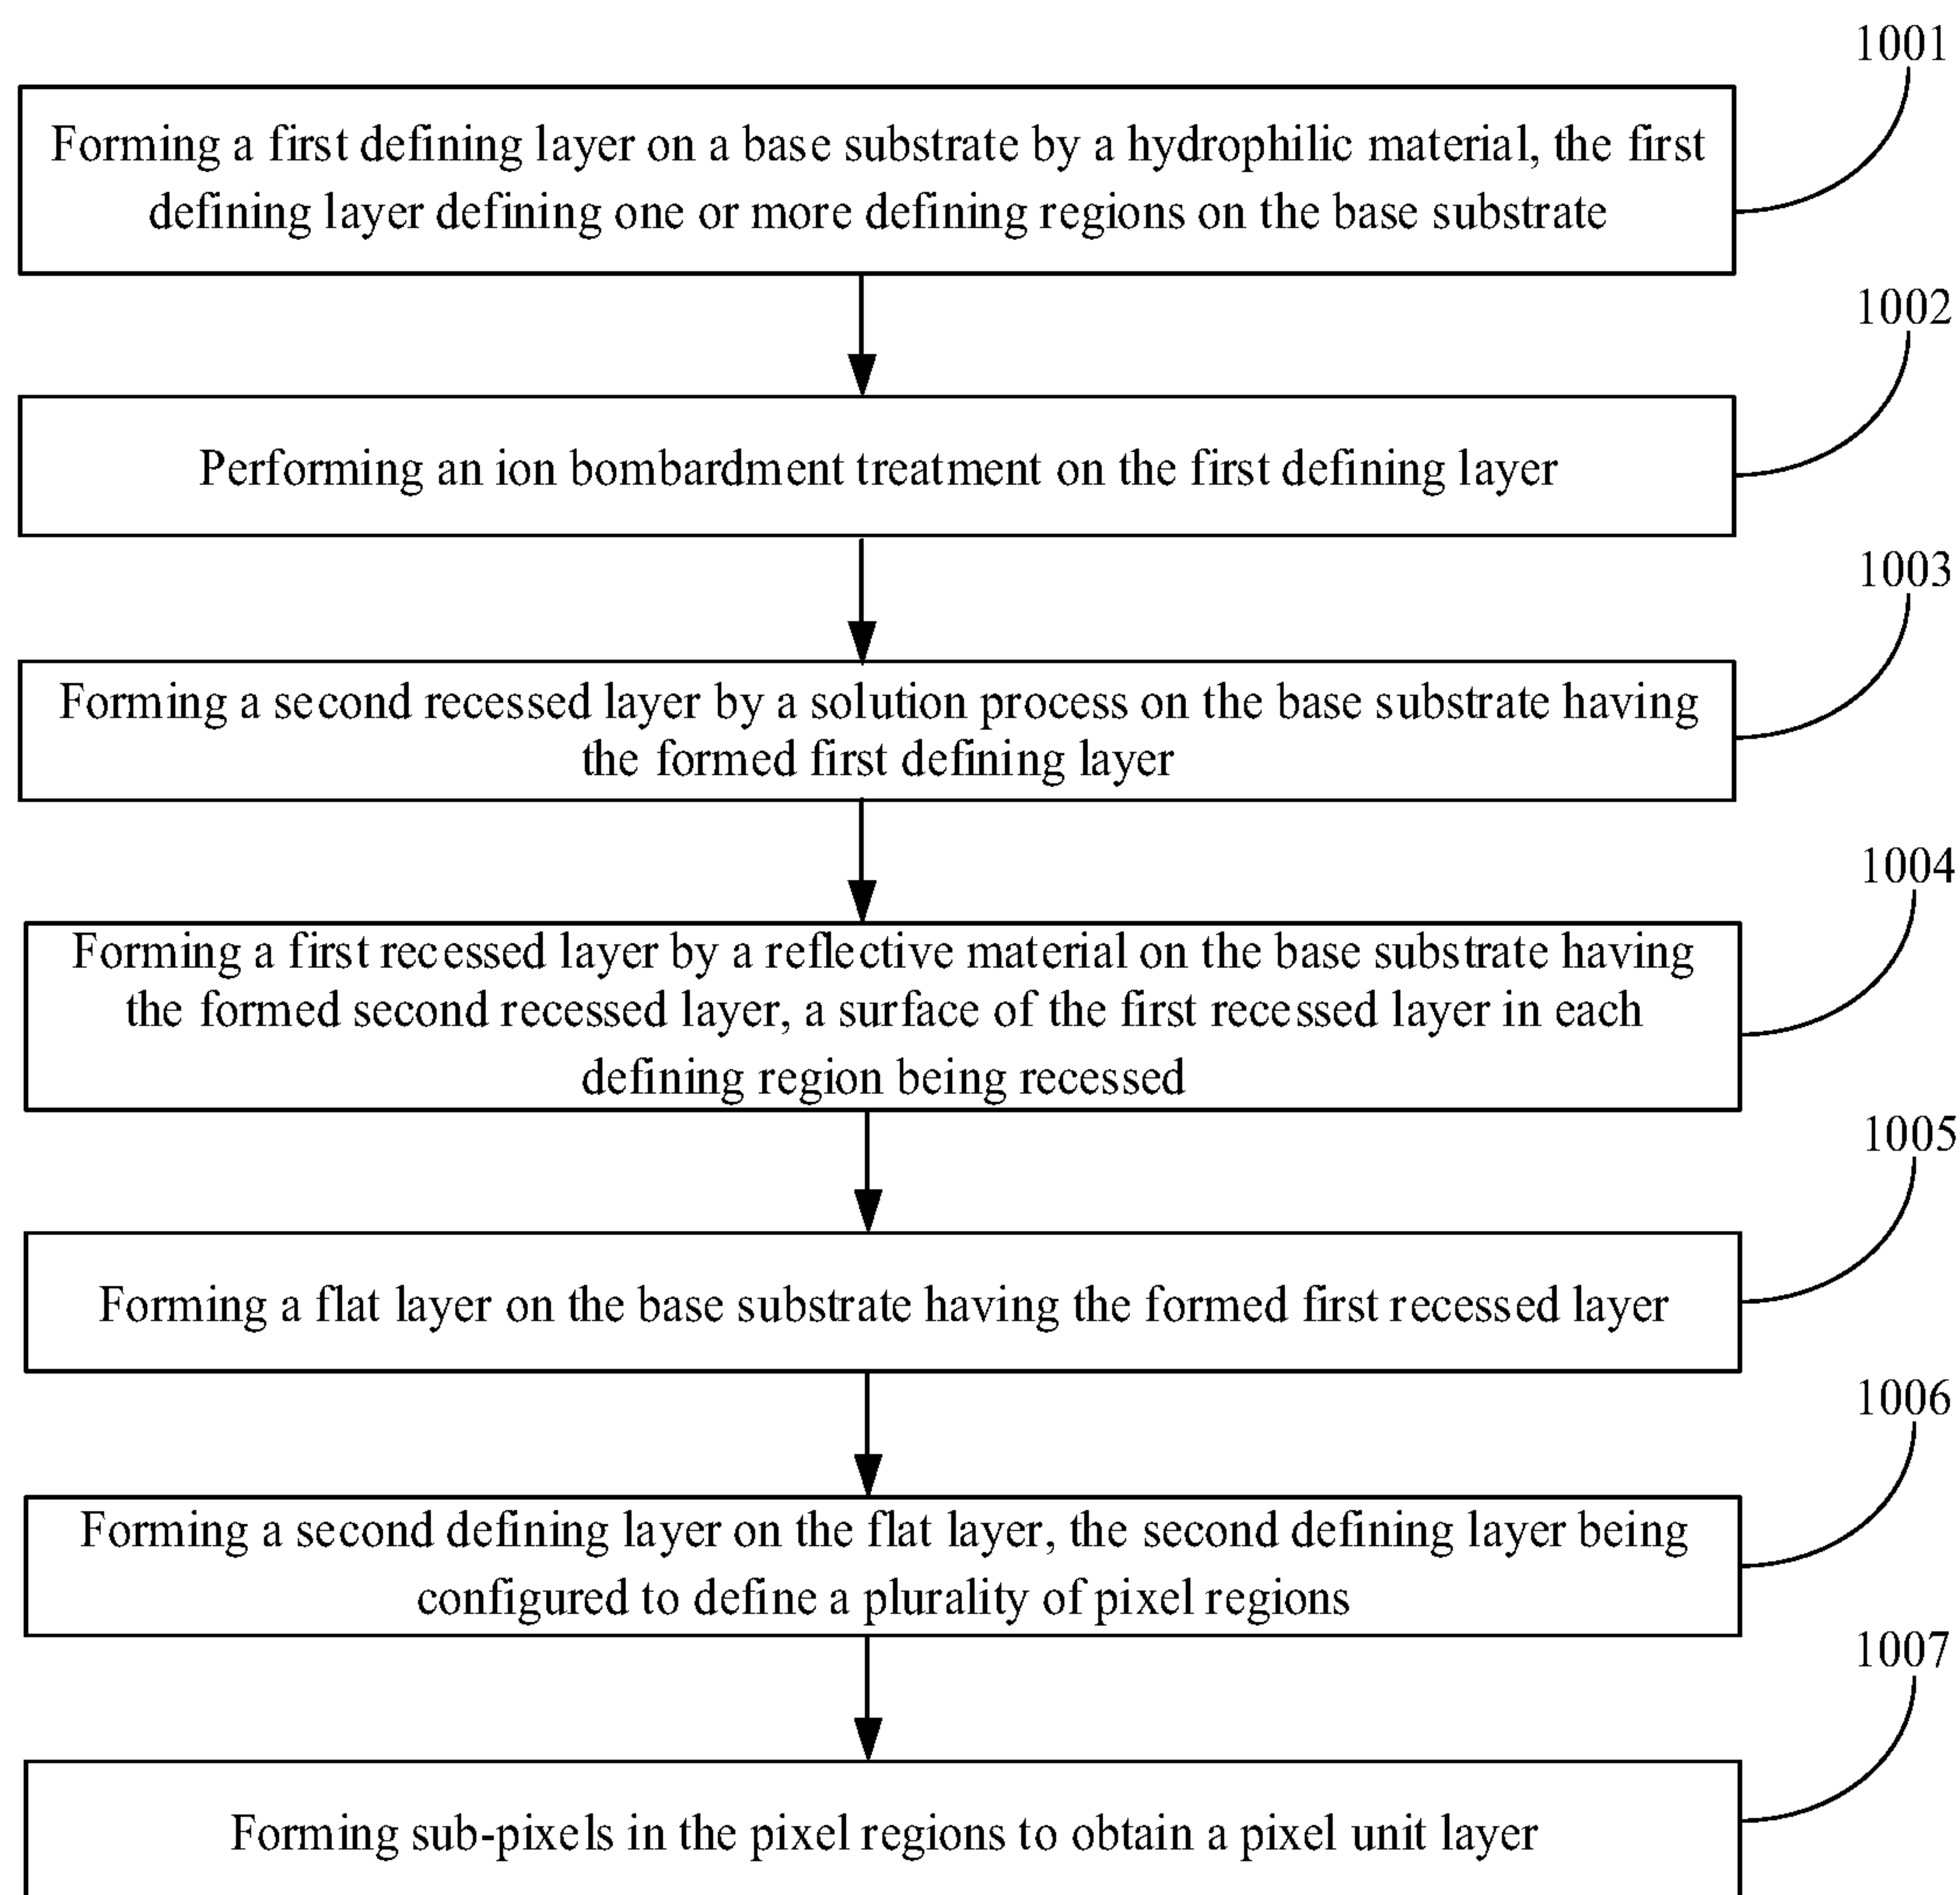 1001
Forming a first defining layer on a base substrate by a hydrophilic material, the first
defining layer defining one or more defining regions on the base substrate
1002
Performing an ion bombardment treatment on the first defining layer
1003
Forming a second recessed layer by a solution process on the base substrate having
the formed first defining layer
1004
Forming a first recessed layer by a reflective material on the base substrate having
the formed second recessed layer, a surface of the first recessed layer in each
defining region being recessed
1005
Forming a flat layer on the base substrate having the formed first recessed layer
1006
Forming a second defining layer on the flat layer, the second defining layer being
configured to define a plurality of pixel regions
1007
Forming sub-pixels in the pixel regions to obtain a pixel unit layer